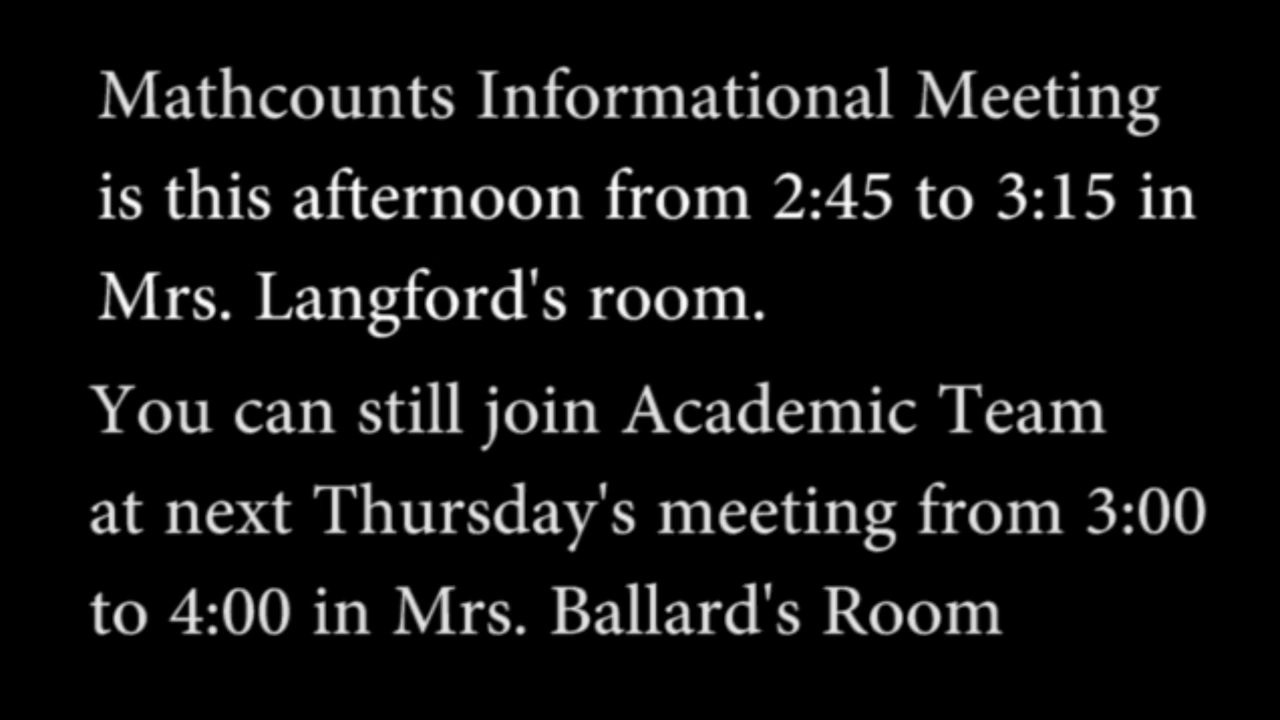 Mathcounts Informational Meeting
is this afternoon from 2:45 to 3:15 in
Mrs. Langford's room.
You can still join Academic Team
at next Thursday's meeting from 3:00
to 4:00 in Mrs. Ballard's Room